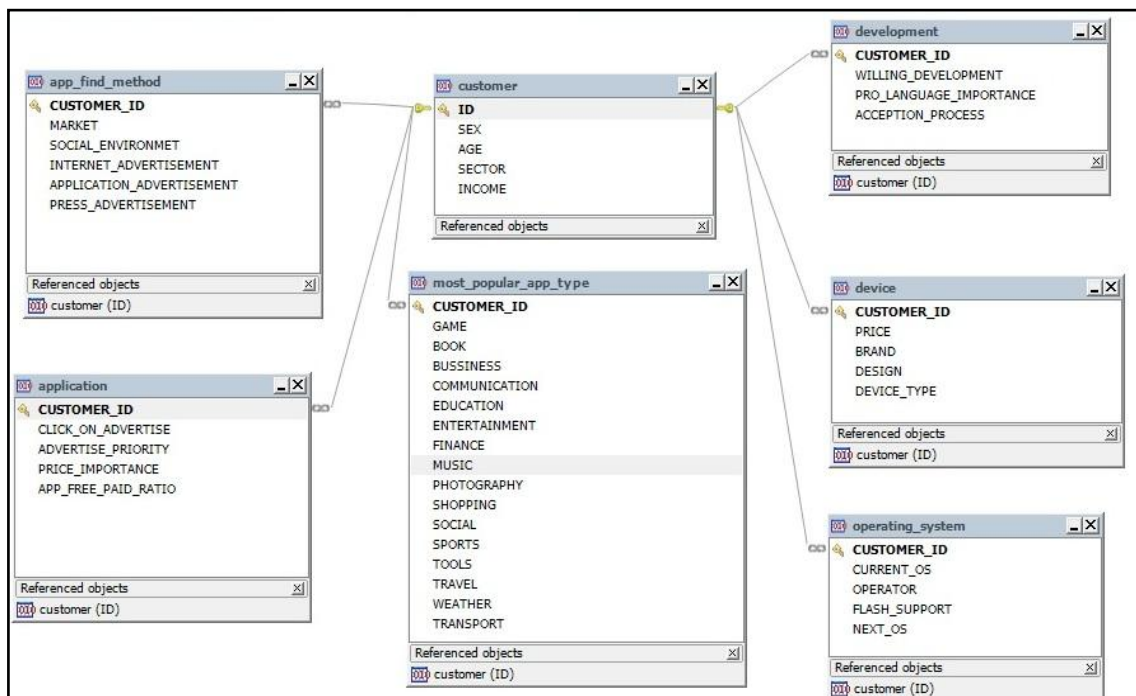 app_find_method
CUSTOMER_ID
MARKET
SOCIAL_ENVIRONMET
INTERNET_ADVERTISEMENT
APPLICATION_ADVERTISEMENT
PRESS_ADVERTISEMENT
Referenced objects
customer (ID)
customer
ID
SEX
AGE
SECTOR
INCOME
Referenced objects
development
CUSTOMER_ID
WILLING_DEVELOPMENT
PRO_LANGUAGE_IMPORTANCE
ACCEPTION_PROCESS
Referenced objects
customer (ID)
application
CUSTOMER_ID
CLICK_ON_ADVERTISE
ADVERTISE_PRIORITY
PRICE_IMPORTANCE
APP_FREE_PAID_RATIO
Referenced objects
customer (ID)
most_popular_app_type
CUSTOMER_ID
GAME
BOOK
BUSSINESS
COMMUNICATION
EDUCATION
ENTERTAINMENT
FINANCE
MUSIC
PHOTOGRAPHY
SHOPPING
SOCIAL
SPORTS
TOOLS
TRAVEL
WEATHER
TRANSPORT
Referenced objects
customer (ID)
device
CUSTOMER_ID
PRICE
BRAND
DESIGN
DEVICE_TYPE
Referenced objects
customer (ID)
operating_system
CUSTOMER_ID
CURRENT_OS
OPERATOR
FLASH_SUPPORT
NEXT_OS
Referenced objects
customer (ID)